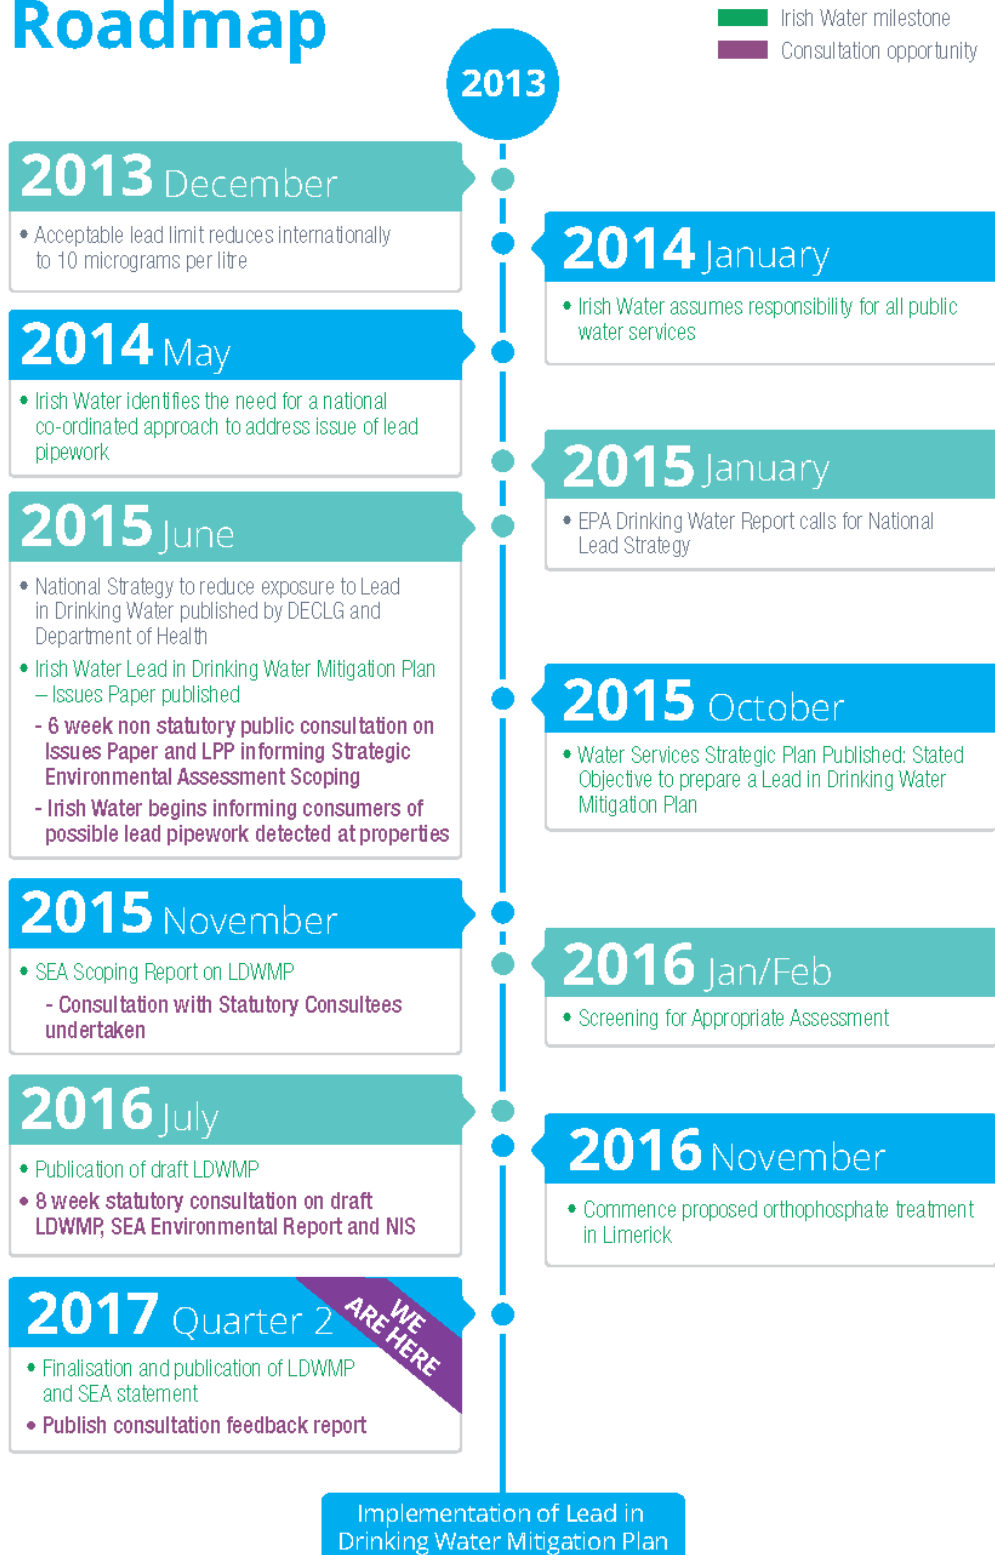 Roadmap
Irish Water milestone
Consultation opportunity
2013
2013 December
• Acceptable lead limit reduces internationally
to 10 micrograms per litre
2014 January
• Irish Water assumes responsibility for all public
water services
2014 May
• Irish Water identifies the need for a national
co-ordinated approach to address issue of lead
pipework
2015 January
• EPA Drinking Water Report calls for National
Lead Strategy
2015 June
• National Strategy to reduce exposure to Lead
in Drinking Water published by DECLG and
Department of Health
• Irish Water Lead in Drinking Water Mitigation Plan
– Issues Paper published
- 6 week non statutory public consultation on
Issues Paper and LPP informing Strategic
Environmental Assessment Scoping
- Irish Water begins informing consumers of
possible lead pipework detected at properties
2015 October
• Water Services Strategic Plan Published: Stated
Objective to prepare a Lead in Drinking Water
Mitigation Plan
2015 November
• SEA Scoping Report on LDWMP
- Consultation with Statutory Consultees
undertaken
2016 Jan/Feb
• Screening for Appropriate Assessment
2016 July
• Publication of draft LDWMP
• 8 week statutory consultation on draft
LDWMP, SEA Environmental Report and NIS
2016 November
• Commence proposed orthophosphate treatment
in Limerick
2017 Quarter 2
WE
ARE HERE
• Finalisation and publication of LDWMP
and SEA statement
• Publish consultation feedback report
Implementation of Lead in
Drinking Water Mitigation Plan